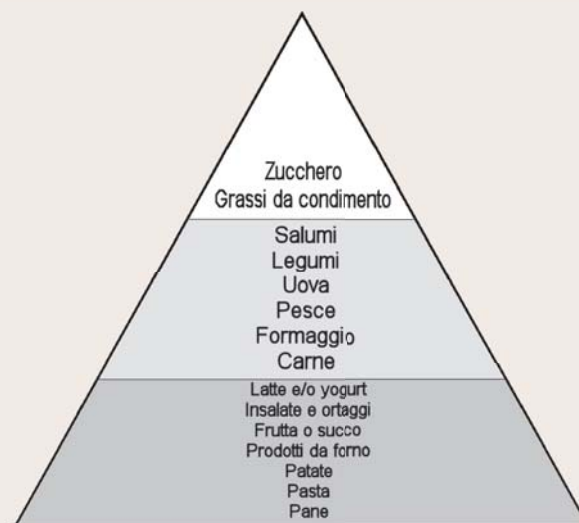 Zucchero
Grassi da condimento
Salumi
Legumi
Uova
Pesce
Formaggio
Carne
Latte e/o yogurt
Insalate e ortaggi
Frutta o succo
Prodotti da forno
Patate
Pasta
Pane